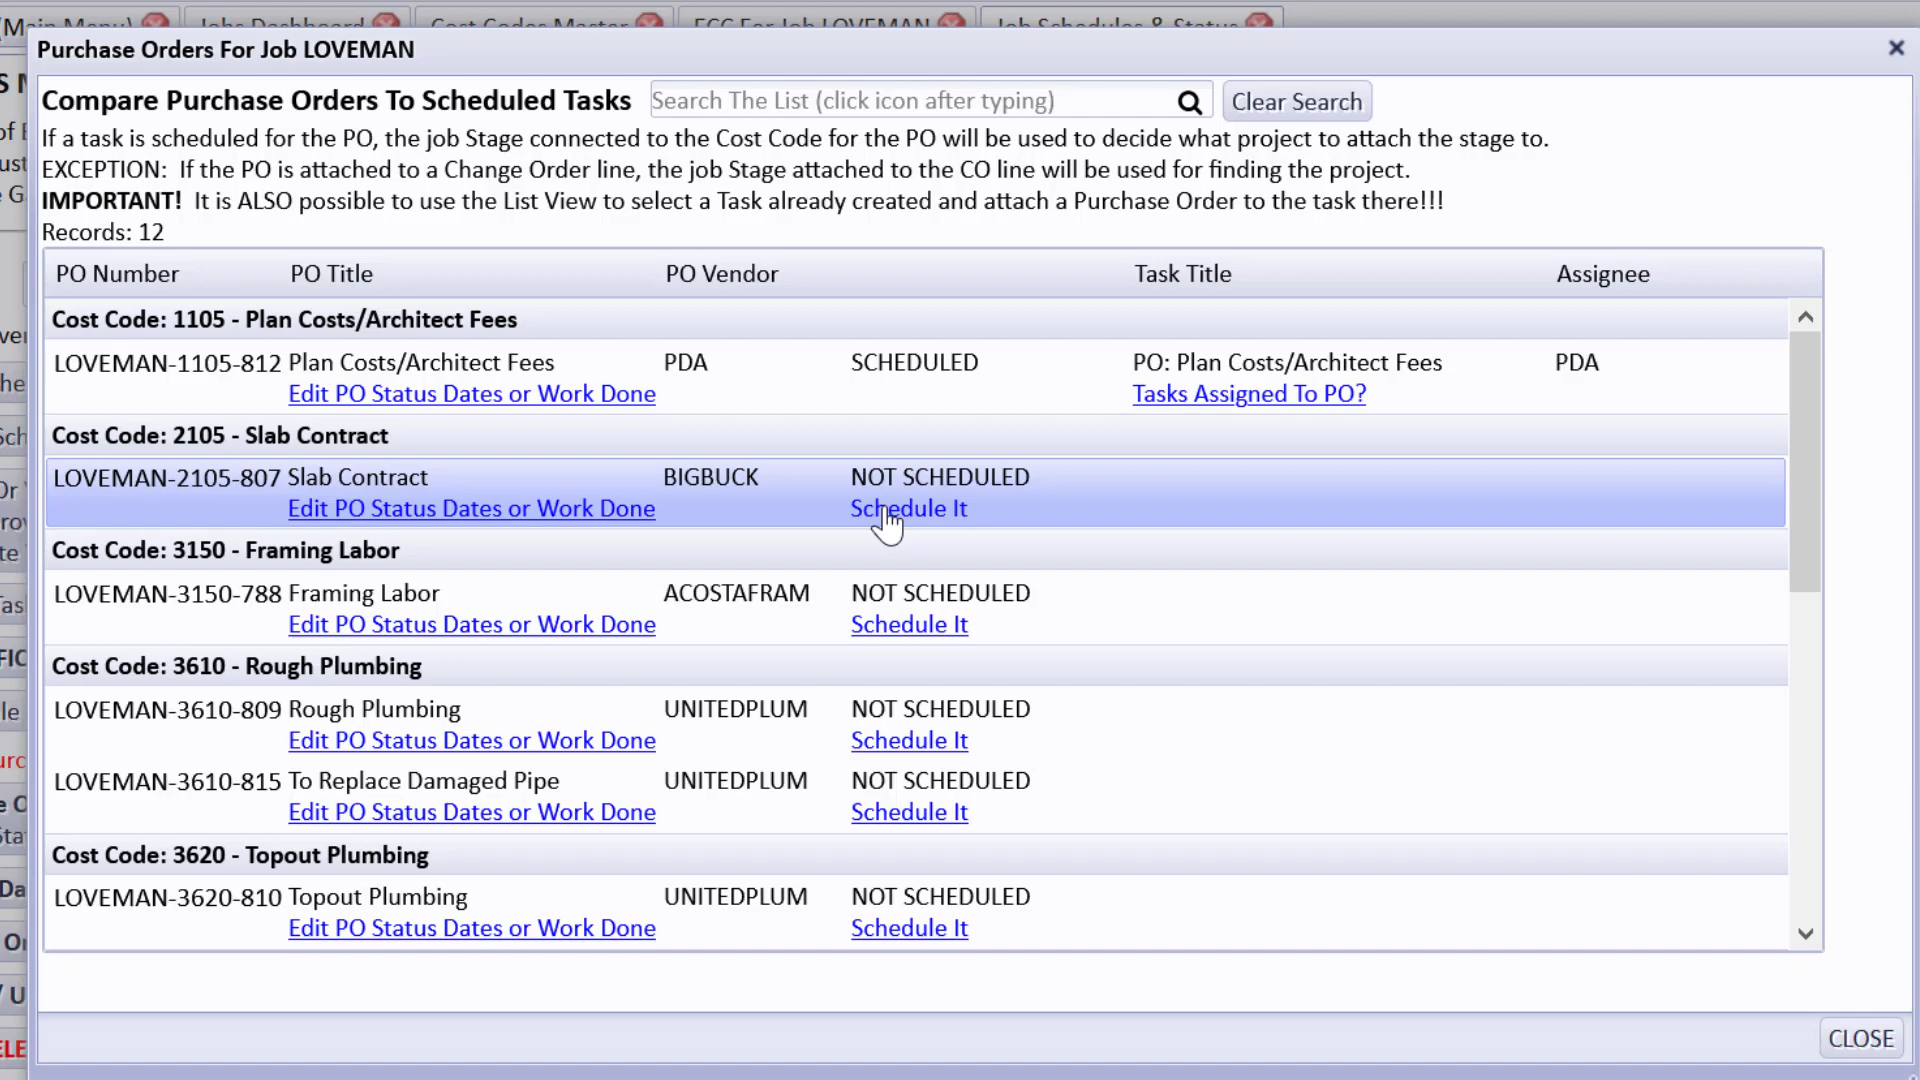 Jobs Dashboard
Cost Codes Master
ECC For Job LOVEMAN
Job Schedules & Status
Purchase Orders For Job LOVEMAN
Compare Purchase Orders To Scheduled Tasks
Search The List (click icon after typing)
Clear Search
If a task is scheduled for the PO, the job Stage connected to the Cost Code for the PO will be used to decide what project to attach the stage to.
EXCEPTION: If the PO is attached to a Change Order line, the job Stage attached to the CO line will be used for finding the project.
IMPORTANT! It is ALSO possible to use the List View to select a Task already created and attach a Purchase Order to the task there!!!
Records: 12
PO Number PO Title PO Vendor Task Title Assignee
Cost Code: 1105 - Plan Costs/Architect Fees
LOVEMAN-1105-812 Plan Costs/Architect Fees PDA SCHEDULED PO: Plan Costs/Architect Fees PDA
Edit PO Status Dates or Work Done Tasks Assigned To PO?
Cost Code: 2105 - Slab Contract
LOVEMAN-2105-807 Slab Contract BIGBUCK NOT SCHEDULED
Edit PO Status Dates or Work Done Schedule It
Cost Code: 3150 - Framing Labor
LOVEMAN-3150-788 Framing Labor ACOSTAFRAM NOT SCHEDULED
Edit PO Status Dates or Work Done Schedule It
Cost Code: 3610 - Rough Plumbing
LOVEMAN-3610-809 Rough Plumbing UNITEDPLUM NOT SCHEDULED
Edit PO Status Dates or Work Done Schedule It
LOVEMAN-3610-815 To Replace Damaged Pipe UNITEDPLUM NOT SCHEDULED
Edit PO Status Dates or Work Done Schedule It
Cost Code: 3620 - Topout Plumbing
LOVEMAN-3620-810 Topout Plumbing UNITEDPLUM NOT SCHEDULED
Edit PO Status Dates or Work Done Schedule It
CLOSE